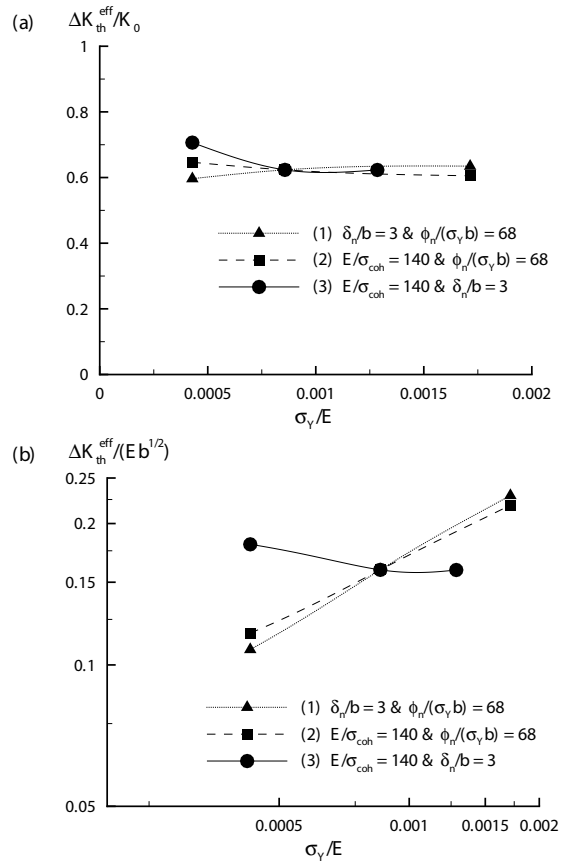 (a)
ΔK_th^eff/K_0
1
0.8
0.6
0.4
0.2
0
(1) δ_n/b = 3 & ϕ_n/(σ_Y b) = 68
(2) E/σ_coh = 140 & ϕ_n/(σ_Y b) = 68
(3) E/σ_coh = 140 & δ_n/b = 3
0 0.0005 0.001 0.0015 0.002
σ_Y/E
(b)
ΔK_th^eff/(E b^1/2)
0.25
0.2
0.15
0.1
0.05
(1) δ_n/b = 3 & ϕ_n/(σ_Y b) = 68
(2) E/σ_coh = 140 & ϕ_n/(σ_Y b) = 68
(3) E/σ_coh = 140 & δ_n/b = 3
0.0005 0.001 0.0015 0.002
σ_Y/E